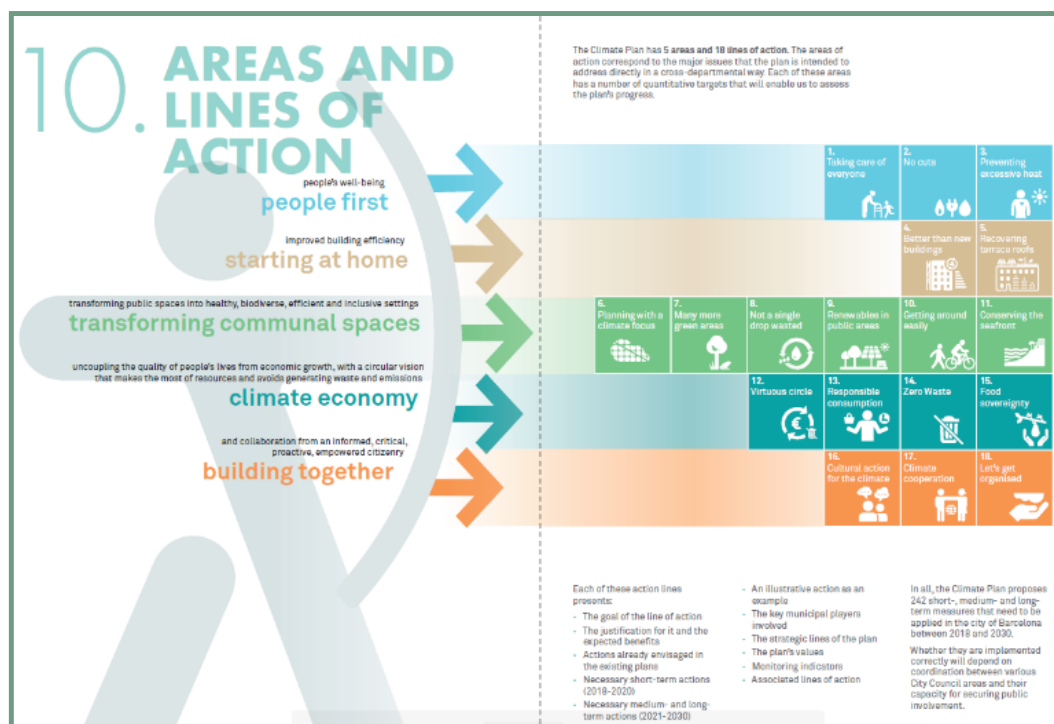 10.
AREAS AND
LINES OF
ACTION
people's well-being
people first
improved building efficiency
starting at home
transforming public spaces into healthy, biodiverse, efficient and inclusive settings
transforming communal spaces
uncoupling the quality of people's lives from economic growth, with a circular vision
that makes the most of resources and avoids generating waste and emissions
climate economy
and collaboration from an informed, critical,
proactive, empowered citizenry
building together
The Climate Plan has 5 areas and 18 lines of action. The areas of
action correspond to the major issues that the plan is intended to
address directly in a cross-departmental way. Each of these areas
has a number of quantitative targets that will enable us to assess
the plan's progress.
1.
Taking care of
everyone
2.
No cuts
3.
Preventing
excessive heat
4.
Better than new
buildings
5.
Recovering
terrace roofs
6.
Planning with a
climate focus
7.
Many more
green areas
8.
Not a single
drop wasted
9.
Renewables in
public areas
10.
Getting around
easily
11.
Conserving the
seafront
12.
Virtuous circle
13.
Responsible
consumption
14.
Zero Waste
15.
Food
sovereignty
16.
Cultural action
for the climate
17.
Climate
cooperation
18.
Let's get
organised
Each of these action lines
presents:
- The goal of the line of action
- The justification for it and the
expected benefits
- Actions already envisaged in
the existing plans
- Necessary short-term actions
(2018-2020)
- Necessary medium- and long-
term actions (2021-2030)
- An illustrative action as an
example
- The key municipal players
involved
- The strategic lines of the plan
- The plan's values
- Monitoring indicators
- Associated lines of action
In all, the Climate Plan proposes
242 short-, medium- and long-
term measures that need to be
applied in the city of Barcelona
between 2018 and 2030.
Whether they are implemented
correctly will depend on
coordination between various
City Council areas and their
capacity for securing public
involvement.